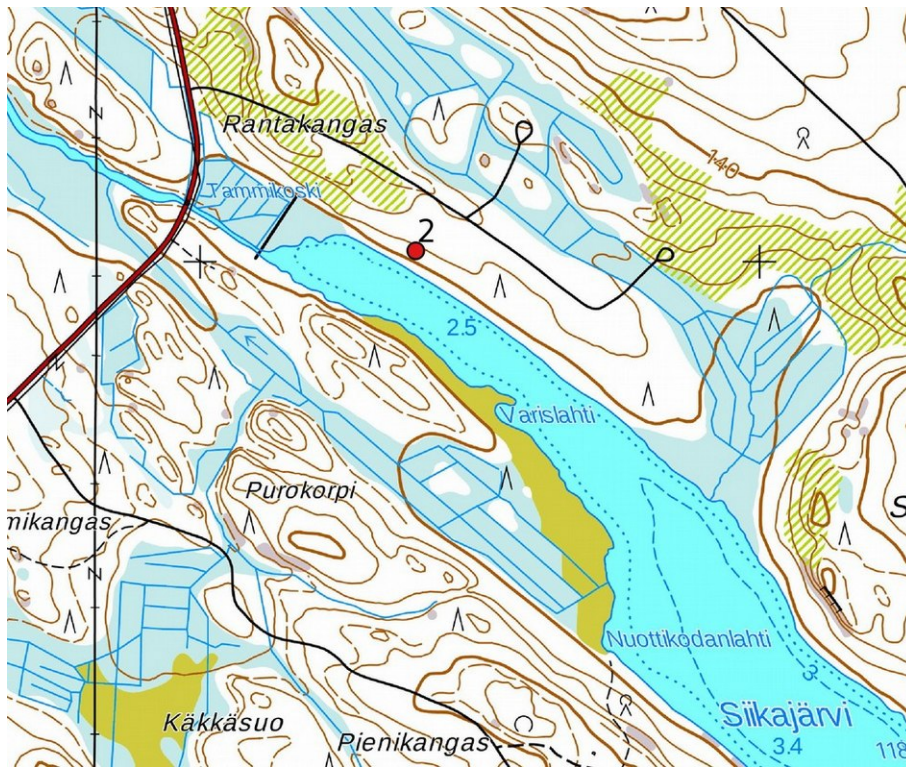 Rantakangas
140
Tammikoski
2
2.5
Varislahti
Purokorpi
mikangas
S
Nuottikodanlahti
3
Siikajärvi
Käkkäsuo
Pienikangas
3.4
118